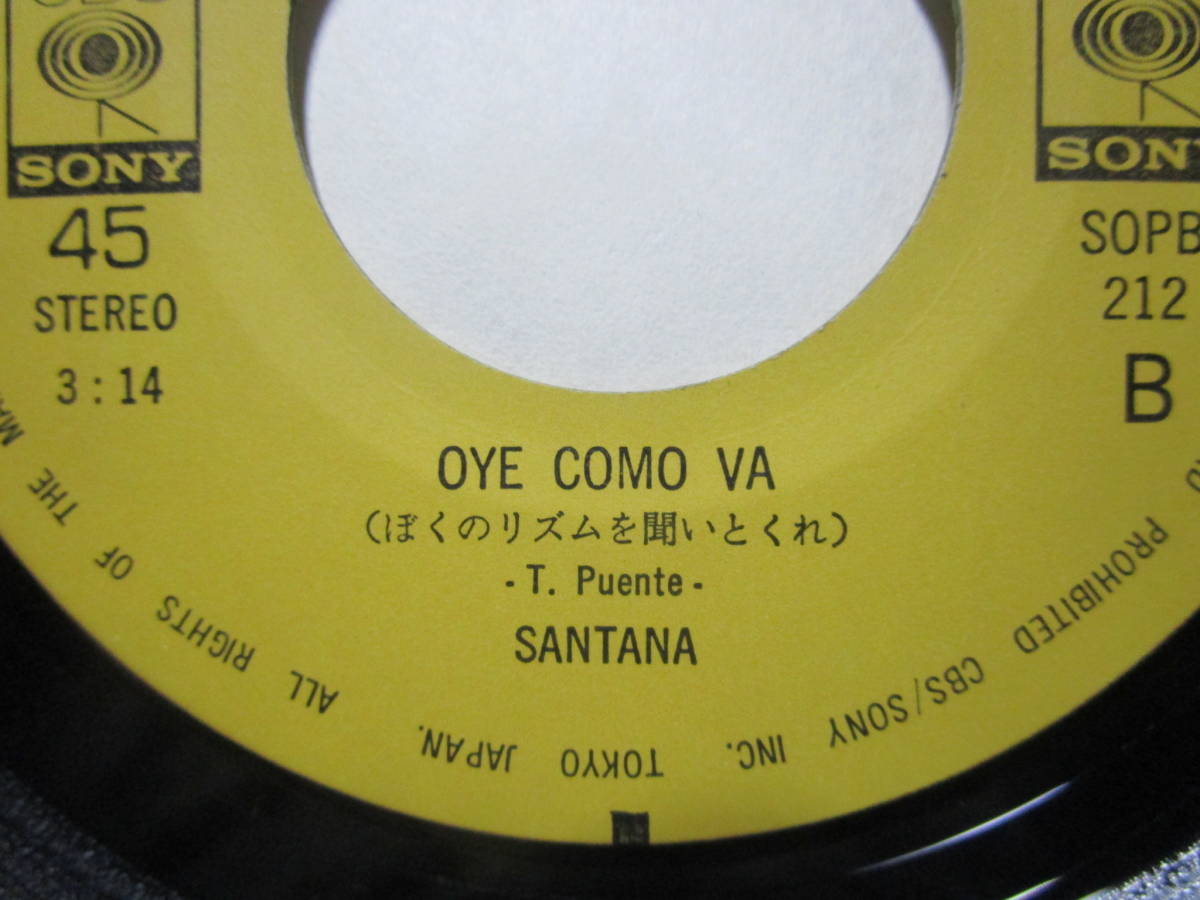 SONY
45
STEREO
3:14
SONY
SOPB
212
B
OYE COMO VA
(ぼくのリズムを聞いとくれ)
- T. Puente -
SANTANA
PROHIBITED CBS/SONY INC. TOKYO JAPAN.
ALL RIGHTS OF THE